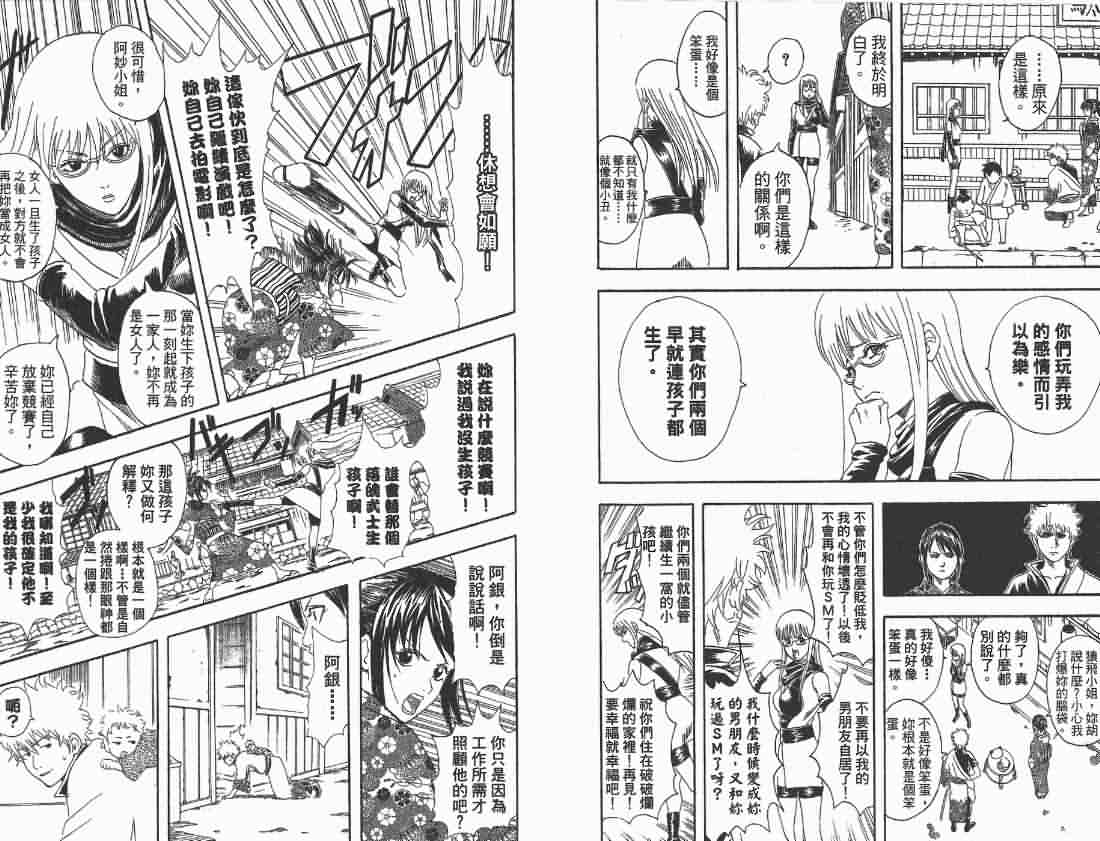 ……原來
是這樣。
我終於明
白了。
?
你們是這樣
的關係啊。
我好像是個
笨蛋……
就只有我什麼
都不知道……
就像個小丑。
你們玩弄我
的感情而引
以為樂。
其實你們兩個
早就連孩子都
生了。
猿飛小姐,妳胡
說什麼?小心我
打爆妳的腦袋。
夠了,真
的什麼都
別說了。
我好傻…
真的好像
笨蛋一樣。
不是好像笨蛋,
妳根本就是個笨
蛋。
不管你們怎麼貶低我,
我的心情壞透了!以後
不會再和你玩SM了!
不要再以我的
男朋友自居了!
我什麼時候變成妳
的男朋友,又和妳
玩過SM了呀?
你們兩個就儘管
繼續生一窩的小
孩吧!
祝你們住在破破爛
爛的家裡!再見!
要幸福就幸福吧!
……休想會如願!
這傢伙到底是怎麼了?
妳自己繼續演戲吧!
妳自己去拍電影啊!
很可惜,
阿妙小姐。
女人一旦生了孩子
之後,對方就不會
再把妳當成女人。
當妳生下孩子的
那一刻起就成為
一家人,妳不再
是女人了。
妳已經自己
放棄競賽了,
辛苦妳了。
妳在說什麼競賽啊!
我說過我沒生孩子!
誰會替那個
落魄武士生
孩子啊!
那這孩子
妳又做何
解釋?
我哪知道啊!至
少我很確定他不
是我的孩子!
根本就是一個
樣啊…不管是自
然捲跟那眼神都
是一個樣!
阿銀,你倒是
說說話啊!
你只是因為
工作所需才
照顧他的吧?
阿銀……
呃?